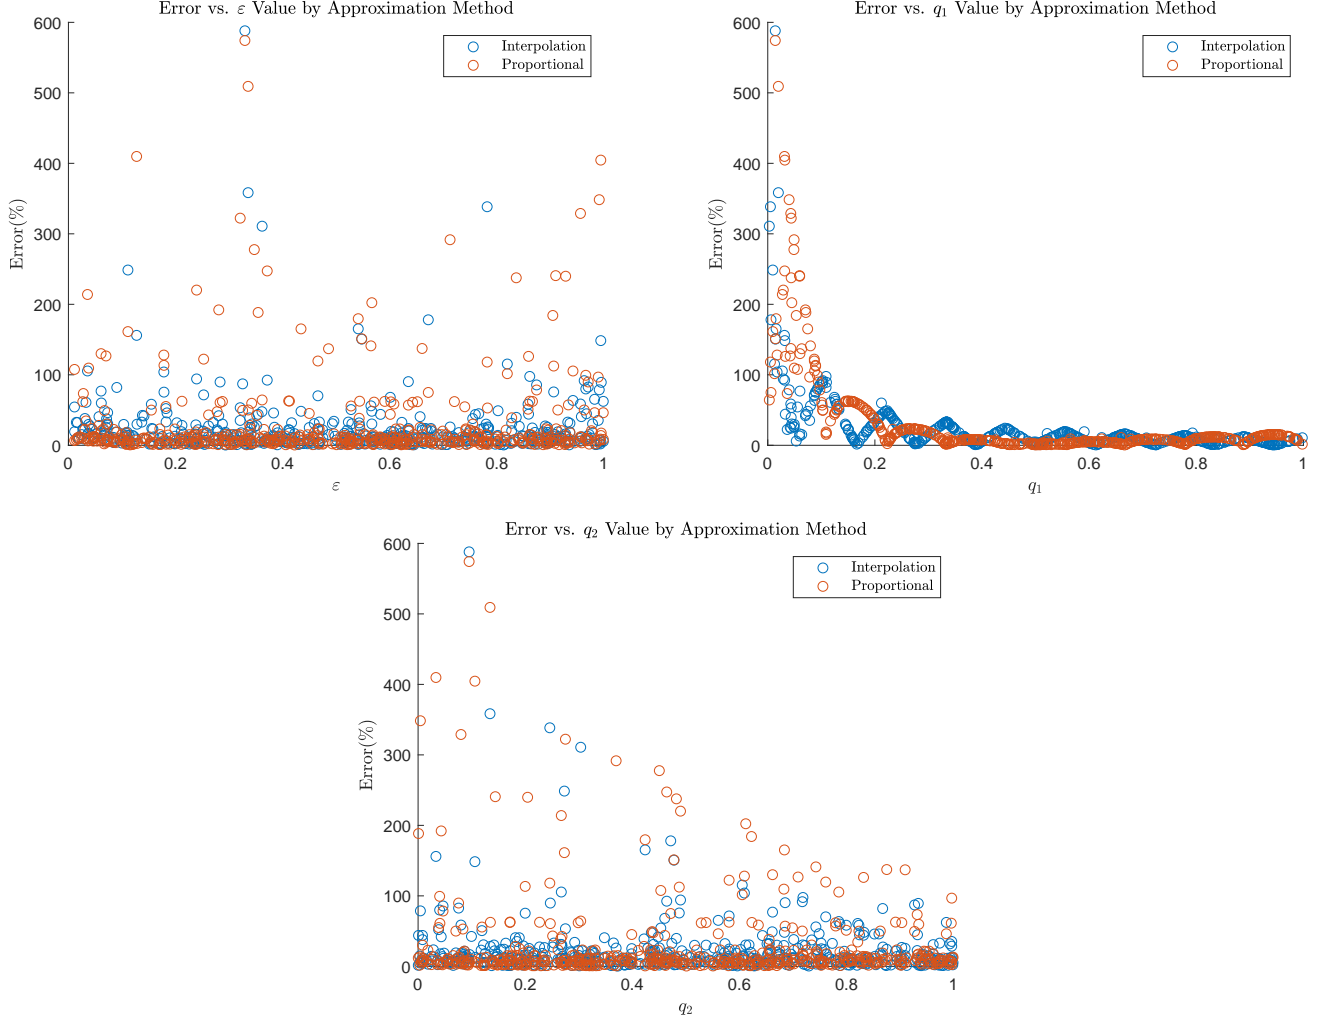 Error vs. ε Value by Approximation Method
600
500
400
300
200
100
0
Error(%)
Interpolation
Proportional
0 0.2 0.4 0.6 0.8 1
ε
Error vs. q₁ Value by Approximation Method
600
500
400
300
200
100
0
Error(%)
Interpolation
Proportional
0 0.2 0.4 0.6 0.8 1
q₁
Error vs. q₂ Value by Approximation Method
600
500
400
300
200
100
0
Error(%)
Interpolation
Proportional
0 0.2 0.4 0.6 0.8 1
q₂